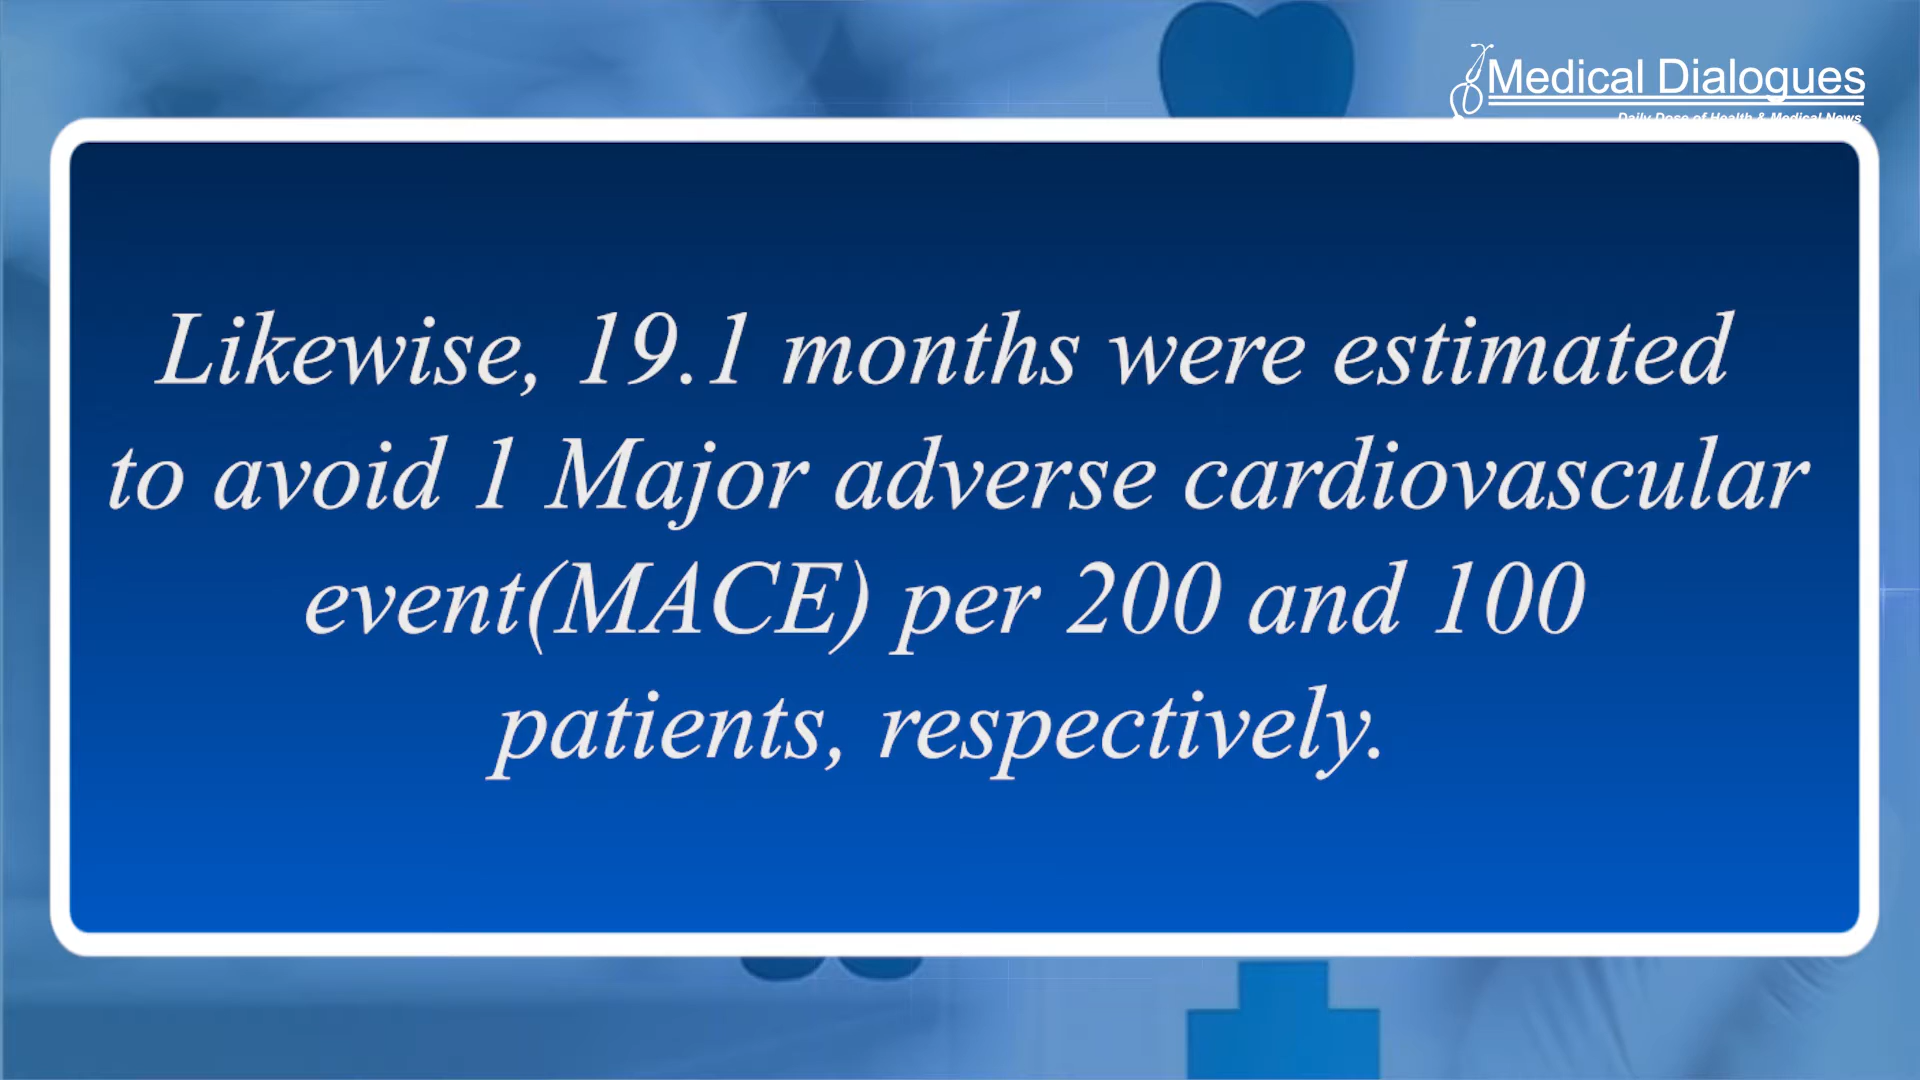 Medical Dialogues
Daily Dose of Health & Medical News
Likewise, 19.1 months were estimated
to avoid 1 Major adverse cardiovascular
event(MACE) per 200 and 100
patients, respectively.